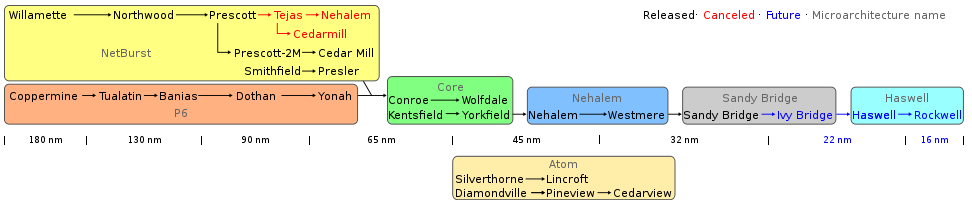 Willamette Northwood Prescott Tejas Nehalem
Released· Canceled· Future · Microarchitecture name
Cedarmill
NetBurst Prescott-2M Cedar Mill
Smithfield Presler
Core
Coppermine Tualatin Banias Dothan Yonah
Conroe Wolfdale
Nehalem Sandy Bridge Haswell
P6
Kentsfield Yorkfield Nehalem Westmere Sandy Bridge Ivy Bridge Haswell Rockwell
180 nm 130 nm 90 nm 65 nm 45 nm 32 nm 22 nm 16 nm
Atom
Silverthorne Lincroft
Diamondville Pineview Cedarview